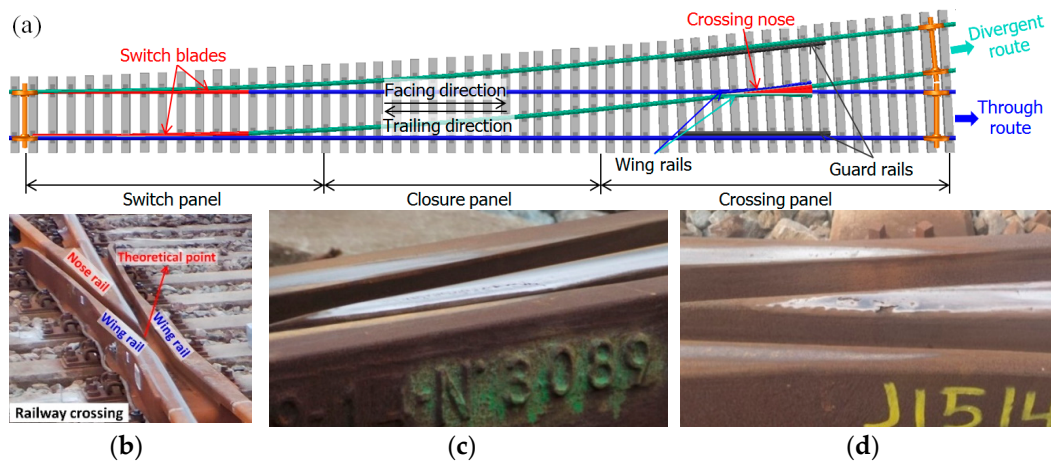 (a)
Switch blades
Crossing nose
Divergent
route
Facing direction
Trailing direction
Through
route
Wing rails
Guard rails
Switch panel
Closure panel
Crossing panel
Nose rail
Theoretical point
Wing rail
Wing rail
Railway crossing
N°3089
J1514
(b)
(c)
(d)